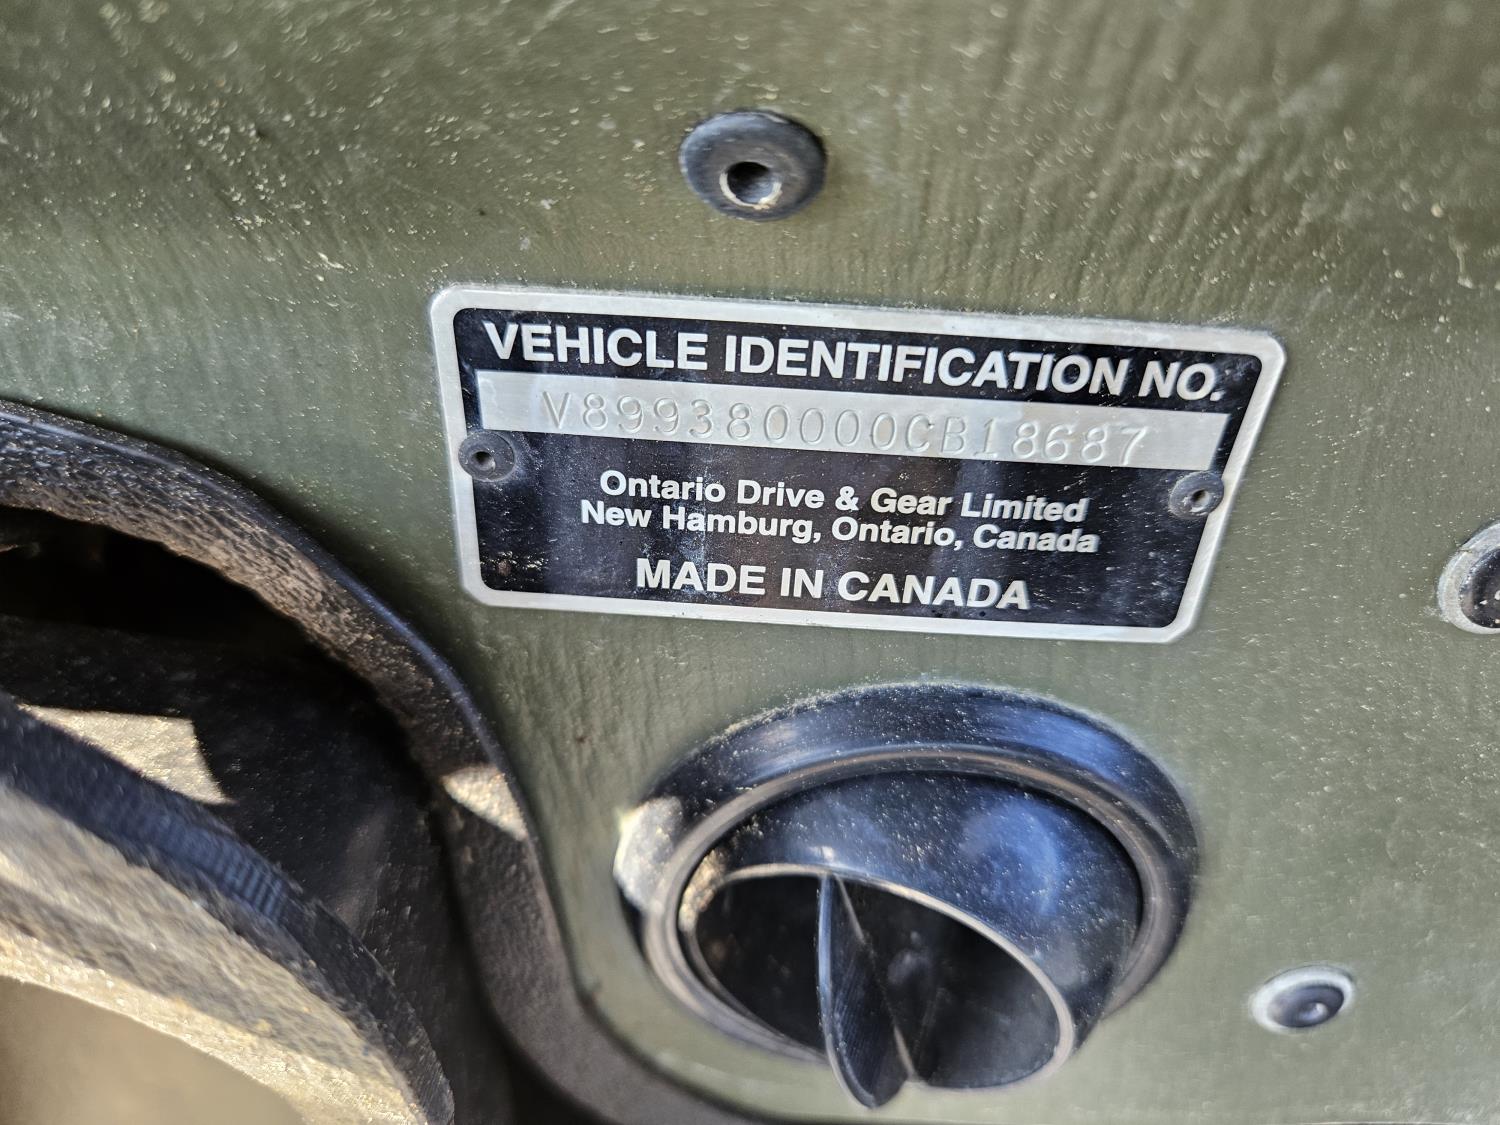 VEHICLE IDENTIFICATION NO.
V899380000CB18687
Ontario Drive & Gear Limited
New Hamburg, Ontario, Canada
MADE IN CANADA